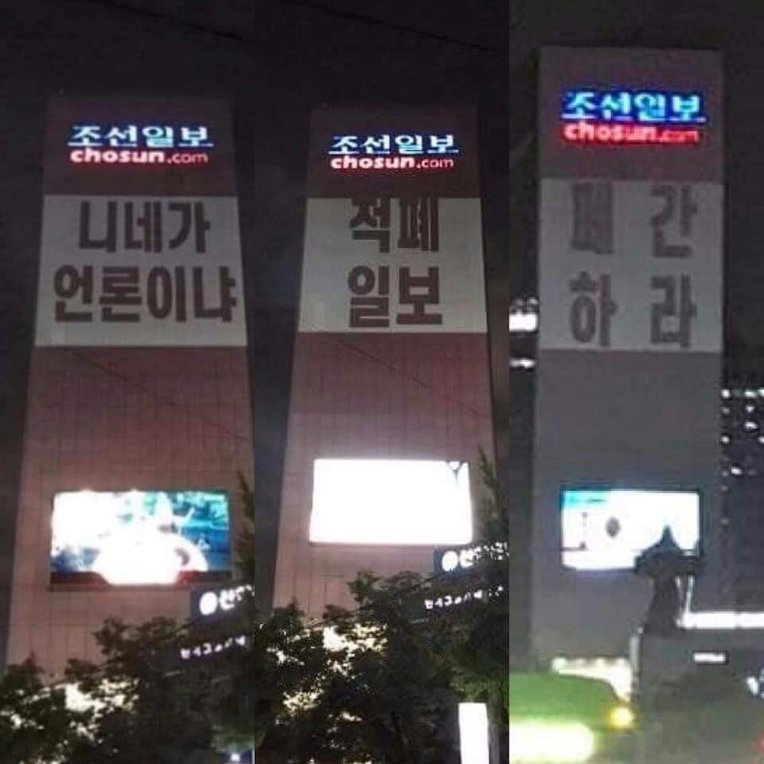 조선일보
chosun.com
니네가
언론이냐
조선일보
chosun.com
적폐
일보
조선일보
chosun.com
폐간
하라